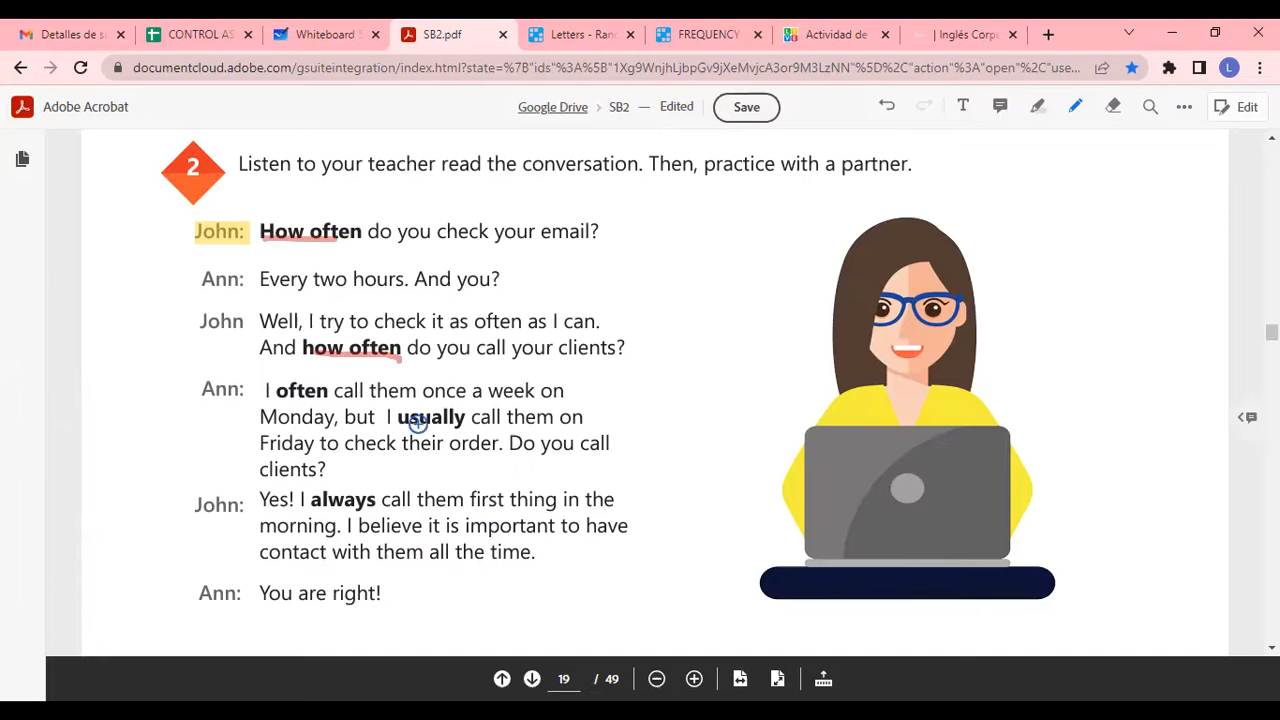 Detalles de s
CONTROL AS
Whiteboard
SB2.pdf
Letters - Ran
FREQUENCY
Actividad de
| Inglés Corp
documentcloud.adobe.com/gsuiteintegration/index.html?state=%7B"ids"%3A%5B"1Xg9WnjhLjbpGv9jXeMvjcA3or9M3LzNN"%5D%2C"action"%3A"open"%2C"use...
L
Adobe Acrobat
Google Drive > SB2 — Edited
Save
Edit
2
Listen to your teacher read the conversation. Then, practice with a partner.
John: How often do you check your email?
Ann: Every two hours. And you?
John Well, I try to check it as often as I can.
And how often do you call your clients?
Ann: I often call them once a week on
Monday, but I usually call them on
Friday to check their order. Do you call
clients?
John: Yes! I always call them first thing in the
morning. I believe it is important to have
contact with them all the time.
Ann: You are right!
19 / 49